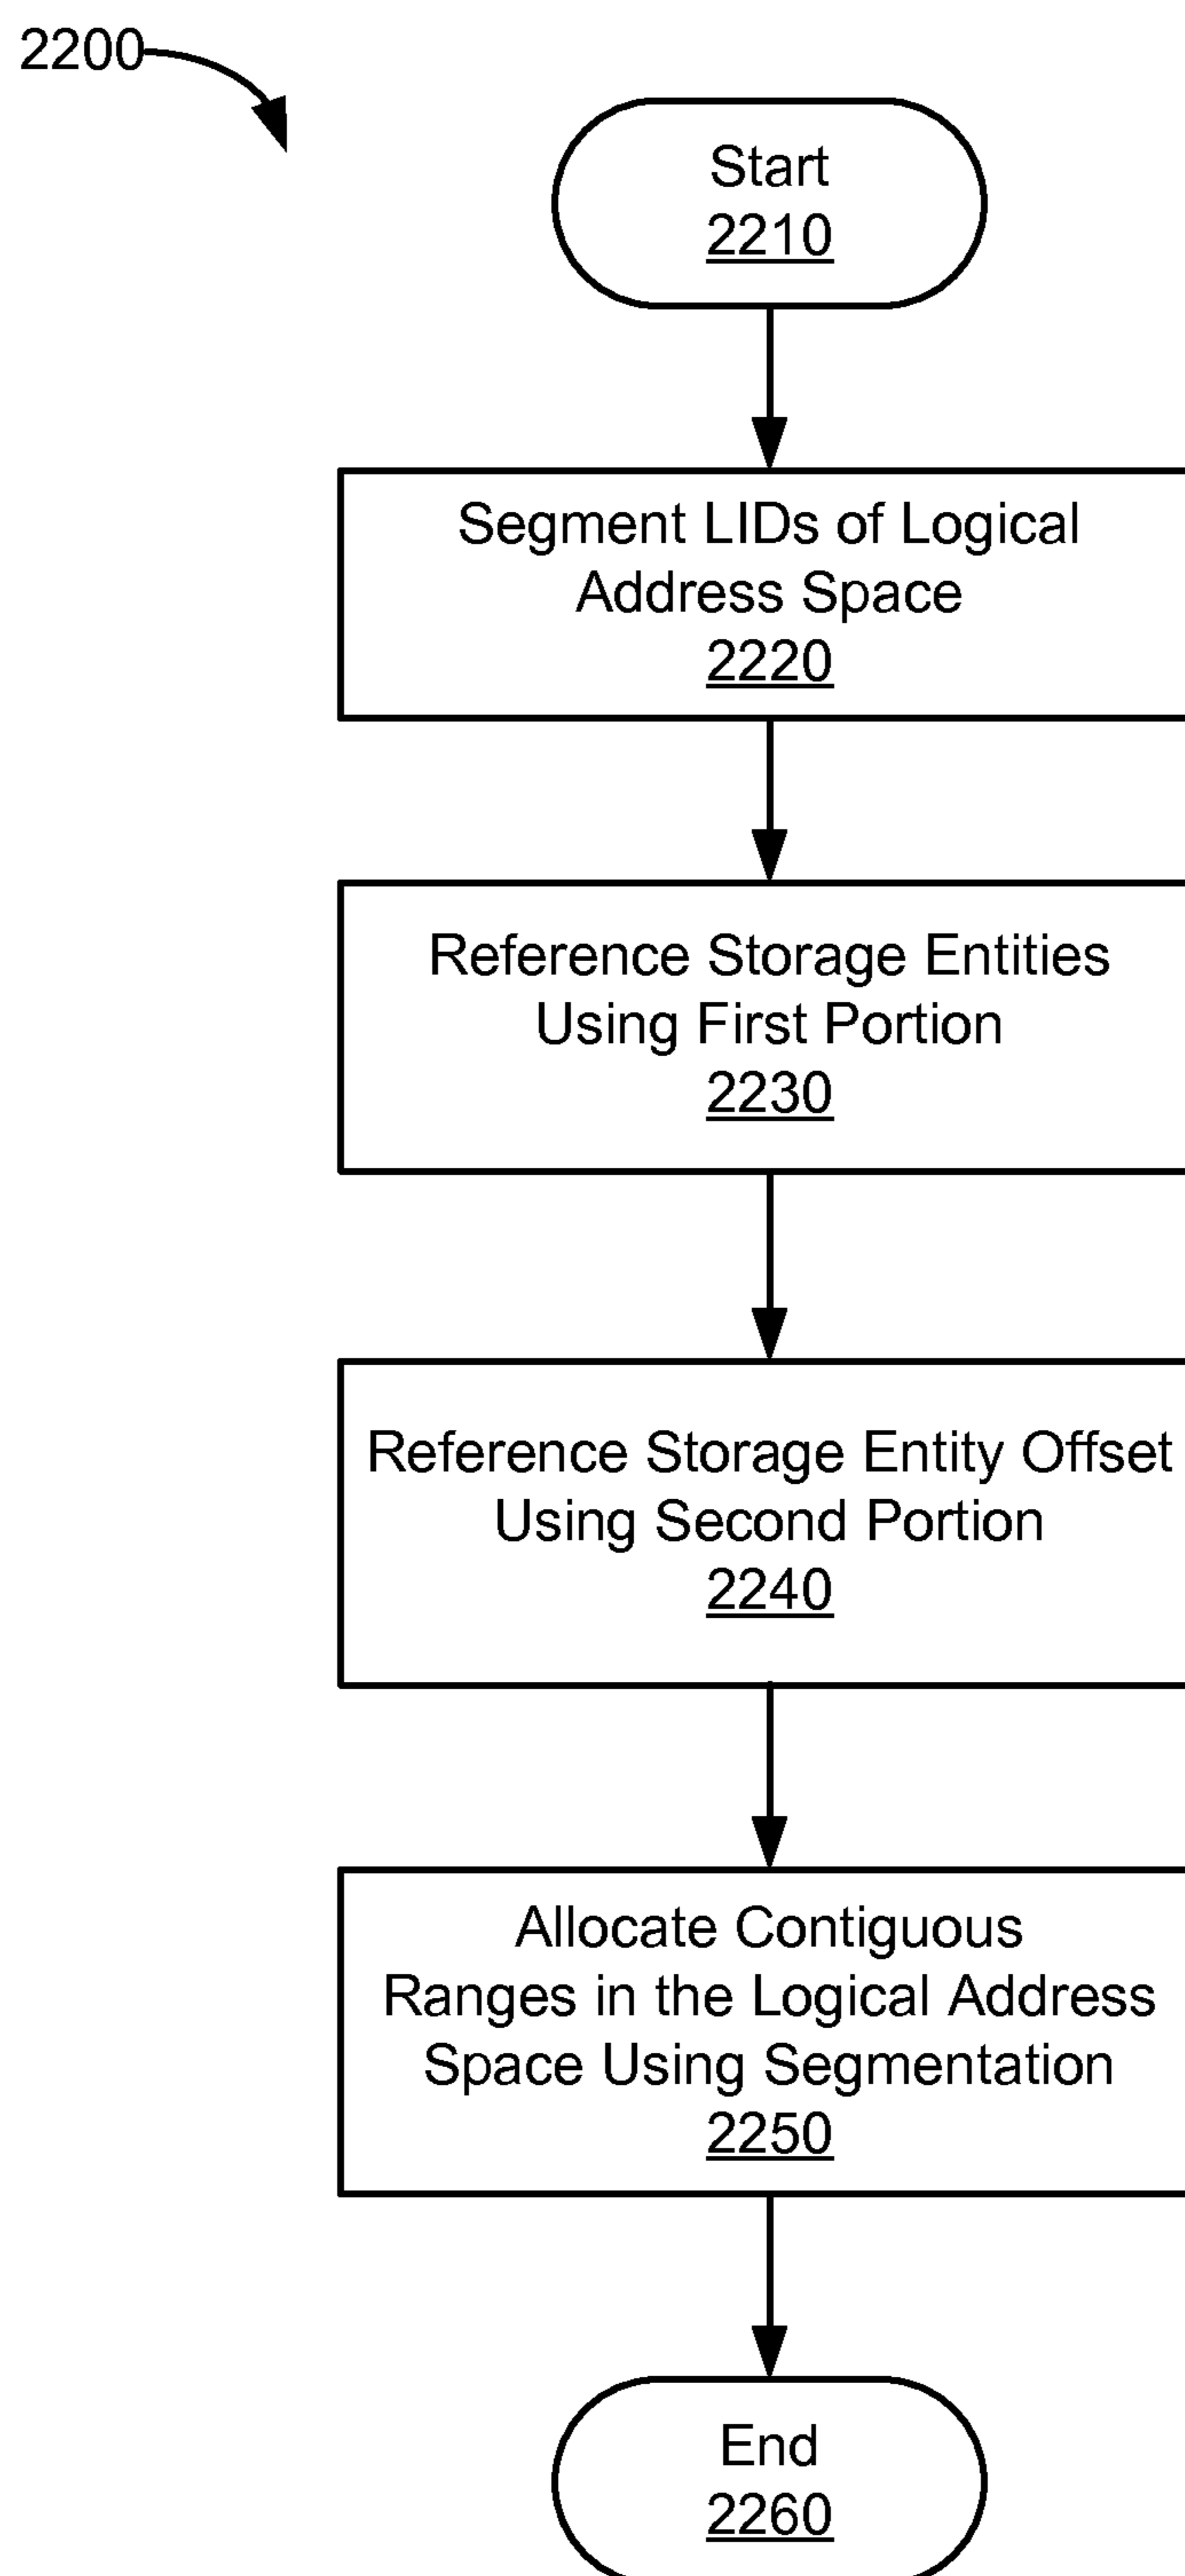 2200
Start
2210
Segment LIDs of Logical
Address Space
2220
Reference Storage Entities
Using First Portion
2230
Reference Storage Entity Offset
Using Second Portion
2240
Allocate Contiguous
Ranges in the Logical Address
Space Using Segmentation
2250
End
2260